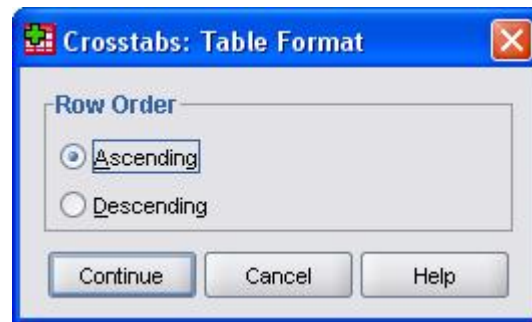 Crosstabs: Table Format
Row Order
Ascending
Descending
Continue Cancel Help